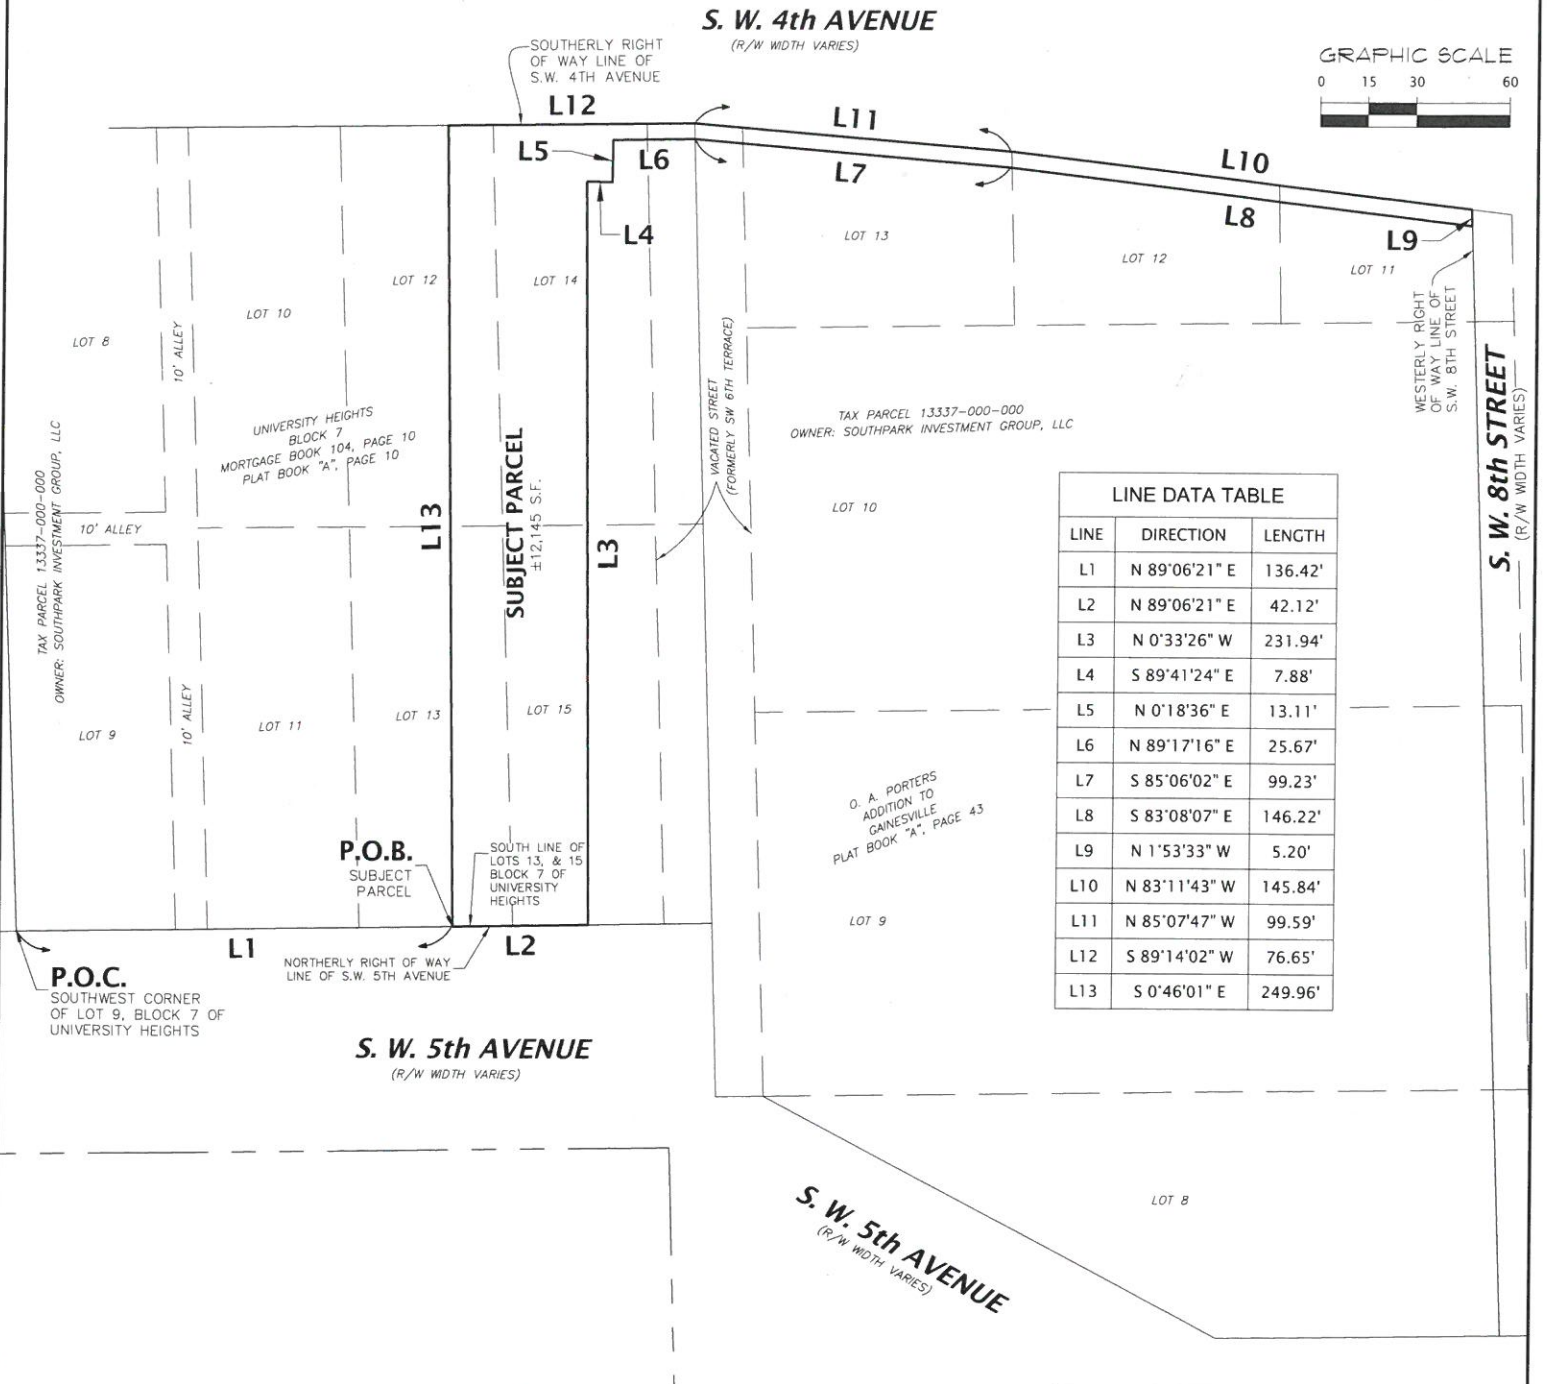 S. W. 4th AVENUE
(R/W WIDTH VARIES)
SOUTHERLY RIGHT
OF WAY LINE OF
S.W. 4TH AVENUE
GRAPHIC SCALE
0 15 30 60
L12
L11
L10
L5
L6
L7
L8
L4
L9
LOT 13
LOT 12
LOT 11
LOT 12
LOT 14
LOT 10
LOT 8
10' ALLEY
WESTERLY RIGHT
OF WAY LINE OF
S.W. 8TH STREET
S. W. 8th STREET
(R/W WIDTH VARIES)
VACATED STREET
(FORMERLY SW 6TH TERRACE)
TAX PARCEL 13337-000-000
OWNER: SOUTHPARK INVESTMENT GROUP, LLC
UNIVERSITY HEIGHTS
BLOCK 7
MORTGAGE BOOK 104, PAGE 10
PLAT BOOK "A", PAGE 10
TAX PARCEL 13337-000-000
OWNER: SOUTHPARK INVESTMENT GROUP, LLC
10' ALLEY
L13
SUBJECT PARCEL
±12,145 S.F.
L3
LOT 10
LINE DATA TABLE
LINE DIRECTION LENGTH
L1 N 89°06'21" E 136.42'
L2 N 89°06'21" E 42.12'
L3 N 0°33'26" W 231.94'
L4 S 89°41'24" E 7.88'
L5 N 0°18'36" E 13.11'
L6 N 89°17'16" E 25.67'
L7 S 85°06'02" E 99.23'
L8 S 83°08'07" E 146.22'
L9 N 1°53'33" W 5.20'
L10 N 83°11'43" W 145.84'
L11 N 85°07'47" W 99.59'
L12 S 89°14'02" W 76.65'
L13 S 0°46'01" E 249.96'
LOT 9
10' ALLEY
LOT 11
LOT 13
LOT 15
O. A. PORTERS
ADDITION TO
GAINESVILLE
PLAT BOOK "A", PAGE 43
LOT 9
P.O.B.
SUBJECT
PARCEL
SOUTH LINE OF
LOTS 13, & 15
BLOCK 7 OF
UNIVERSITY
HEIGHTS
L1
L2
NORTHERLY RIGHT OF WAY
LINE OF S.W. 5TH AVENUE
P.O.C.
SOUTHWEST CORNER
OF LOT 9, BLOCK 7 OF
UNIVERSITY HEIGHTS
S. W. 5th AVENUE
(R/W WIDTH VARIES)
S. W. 5th AVENUE
(R/W WIDTH VARIES)
LOT 8